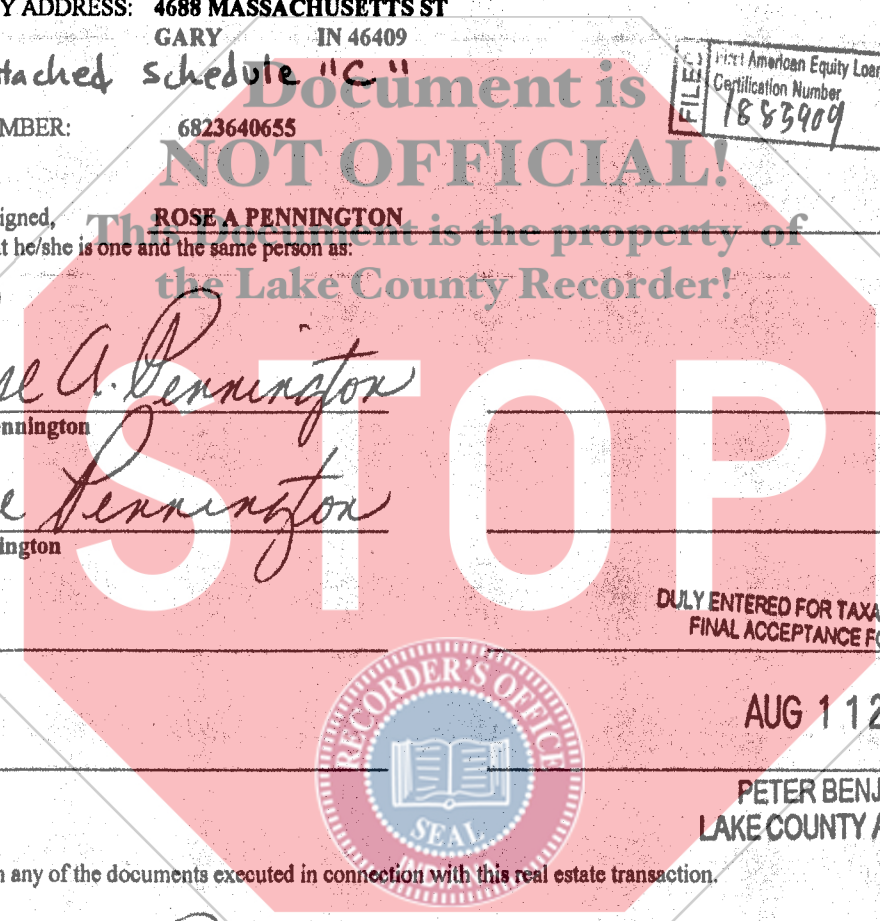 Y ADDRESS: 4688 MASSACHUSETTS ST
GARY IN 46409
tached Schedule "C"
Document is
FILED
First American Equity Loan
Certification Number
1883909
MBER: 6823640655
NOT OFFICIAL!
igned, ROSE A PENNINGTON
This Document is the property of
t he/she is one and the same person as:
the Lake County Recorder!
se A. Pennington
nnington
STOP
e Pennington
ington
DULY ENTERED FOR TAXA
FINAL ACCEPTANCE FO
RECORDER'S OFFICE
AUG 11 2
SEAL
INDIANA
PETER BENJ
LAKE COUNTY A
n any of the documents executed in connection with this real estate transaction.